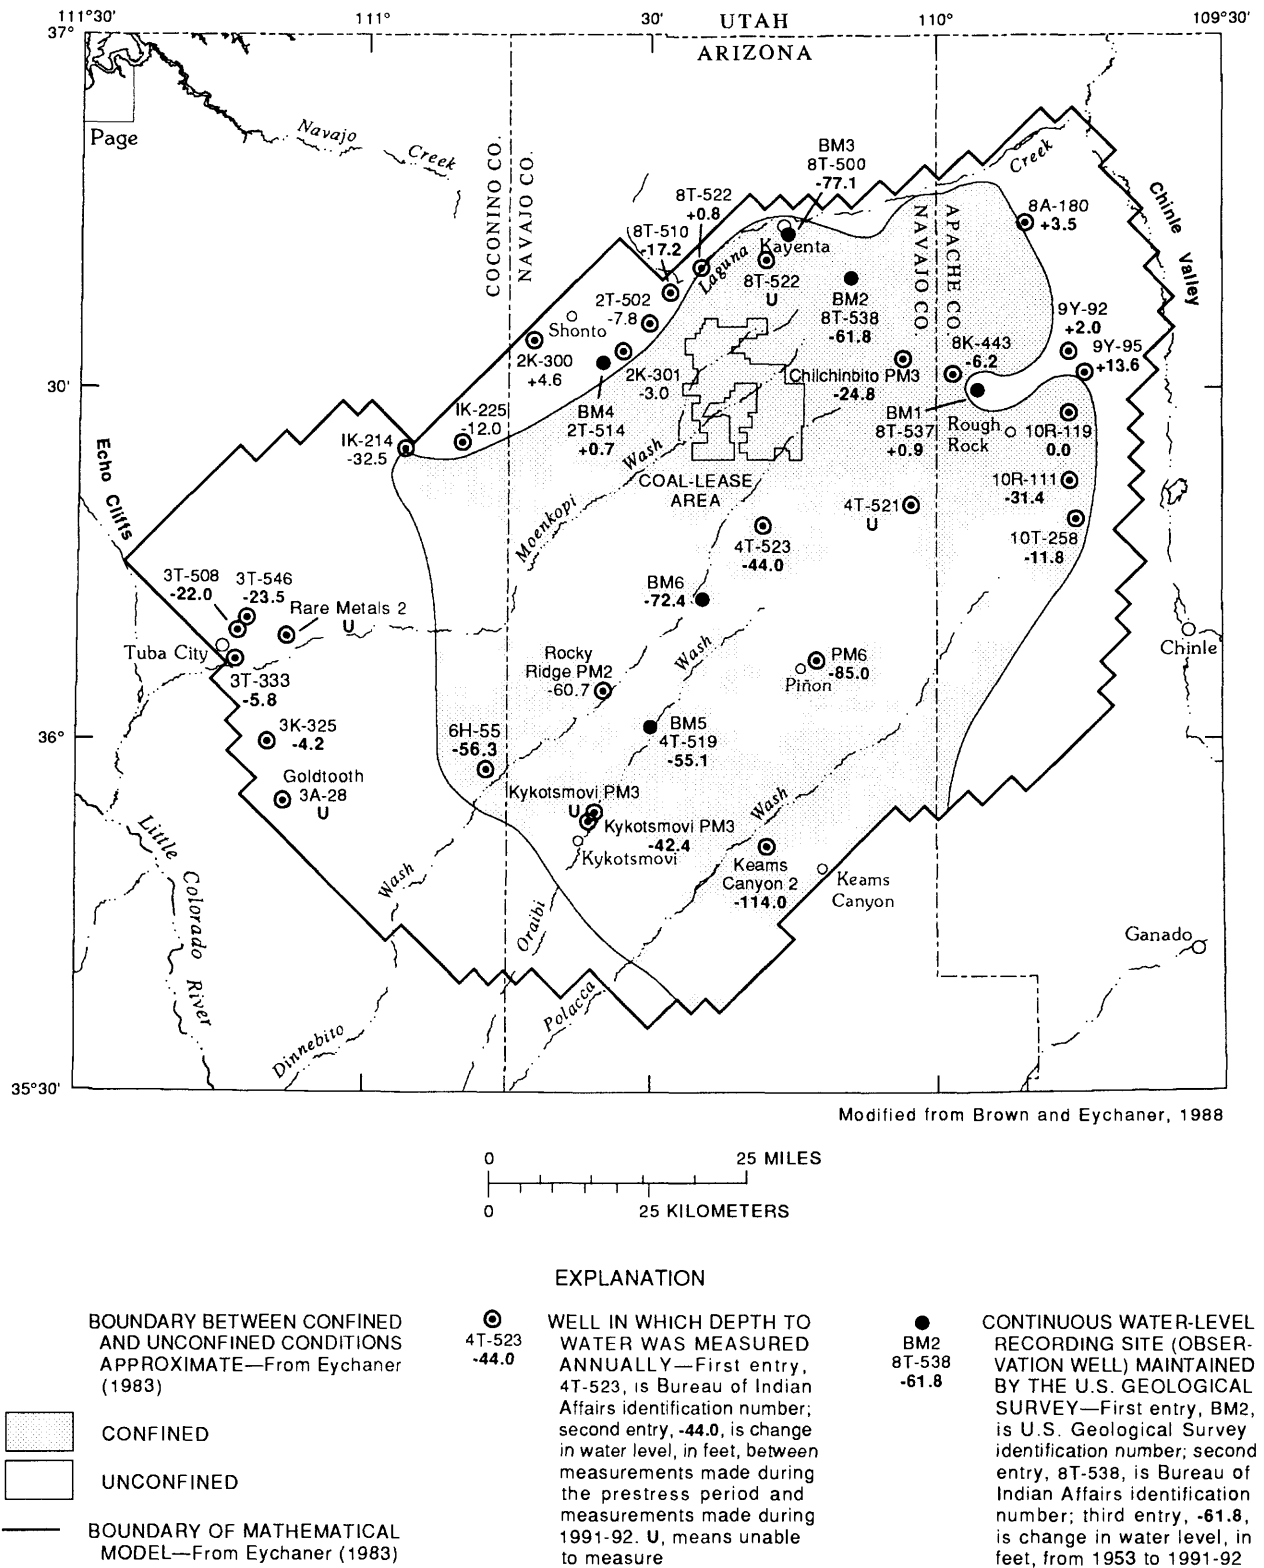 111°30'
111°
30'
UTAH
110°
109°30'
37°
ARIZONA
Page
Navajo
Creek
COCONINO CO.
NAVAJO CO.
BM3
8T-500
-77.1
Creek
Chinle Valley
8T-522
+0.8
8T-510
-17.2
8A-180
+3.5
NAVAJO CO.
APACHE CO.
Kayenta
Laguna
8T-522
U
2T-502
-7.8
BM2
8T-538
-61.8
9Y-92
+2.0
Shonto
8K-443
-6.2
9Y-95
+13.6
2K-300
+4.6
2K-301
-3.0
Chilchinbito PM3
-24.8
30'
IK-225
-12.0
BM4
2T-514
+0.7
BM1
8T-537
+0.9
Rough
Rock
10R-119
0.0
IK-214
-32.5
Echo Cliffs
Wash
COAL-LEASE
AREA
10R-111
-31.4
Moenkopi
4T-521
U
4T-523
-44.0
10T-258
-11.8
3T-508
-22.0
3T-546
-23.5
BM6
-72.4
Rare Metals 2
U
Tuba City
Chinle
Wash
Rocky
Ridge PM2
-60.7
PM6
-85.0
Piñon
3T-333
-5.8
3K-325
-4.2
BM5
4T-519
-55.1
36°
6H-55
-56.3
Goldtooth
3A-28
U
Kykotsmovi PM3
U
Wash
Kykotsmovi PM3
-42.4
Kykotsmovi
Little Colorado River
Keams
Canyon 2
-114.0
Keams
Canyon
Wash
Oraibi
Ganado
Polacca
Dinnebito
35°30'
Modified from Brown and Eychaner, 1988
0
25 MILES
0
25 KILOMETERS
EXPLANATION
BOUNDARY BETWEEN CONFINED
AND UNCONFINED CONDITIONS
APPROXIMATE—From Eychaner
(1983)
CONFINED
UNCONFINED
BOUNDARY OF MATHEMATICAL
MODEL—From Eychaner (1983)
4T-523
-44.0
WELL IN WHICH DEPTH TO
WATER WAS MEASURED
ANNUALLY—First entry,
4T-523, is Bureau of Indian
Affairs identification number;
second entry, -44.0, is change
in water level, in feet, between
measurements made during
the prestress period and
measurements made during
1991-92. U, means unable
to measure
BM2
8T-538
-61.8
CONTINUOUS WATER-LEVEL
RECORDING SITE (OBSER-
VATION WELL) MAINTAINED
BY THE U.S. GEOLOGICAL
SURVEY—First entry, BM2,
is U.S. Geological Survey
identification number; second
entry, 8T-538, is Bureau of
Indian Affairs identification
number; third entry, -61.8,
is change in water level, in
feet, from 1953 to 1991-92